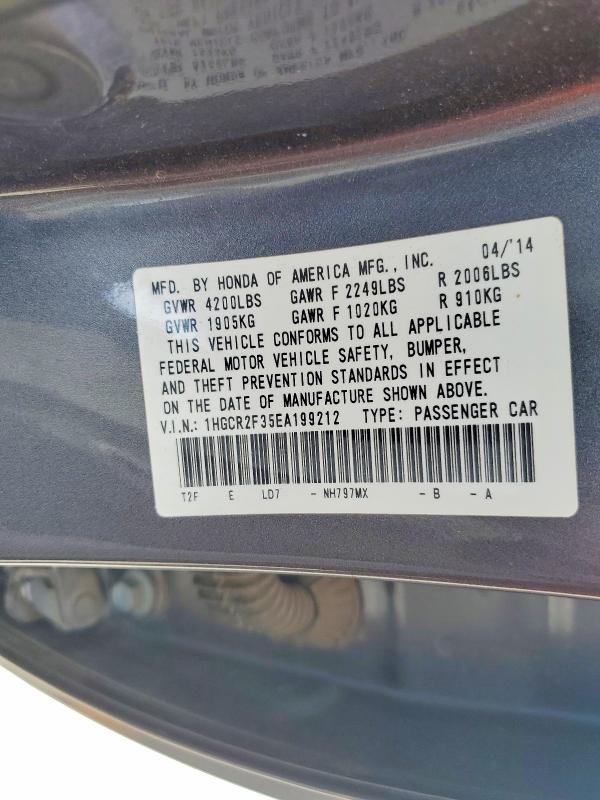 MFD. BY HONDA OF AMERICA MFG., INC. 04/'14
GVWR 4200LBS GAWR F 2249LBS R 2006LBS
GVWR 1905KG GAWR F 1020KG R 910KG
THIS VEHICLE CONFORMS TO ALL APPLICABLE
FEDERAL MOTOR VEHICLE SAFETY, BUMPER,
AND THEFT PREVENTION STANDARDS IN EFFECT
ON THE DATE OF MANUFACTURE SHOWN ABOVE.
V.I.N.: 1HGCR2F35EA199212 TYPE: PASSENGER CAR
T2F E LD7 - NH797MX - B - A